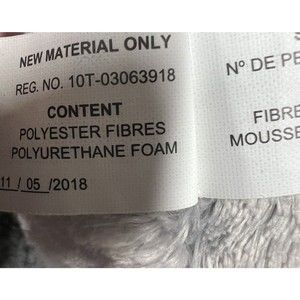 NEW MATERIAL ONLY
REG. NO. 10T-03063918
CONTENT
POLYESTER FIBRES
POLYURETHANE FOAM
11 / 05 /2018
Nº DE PE
FIBRE
MOUSSE